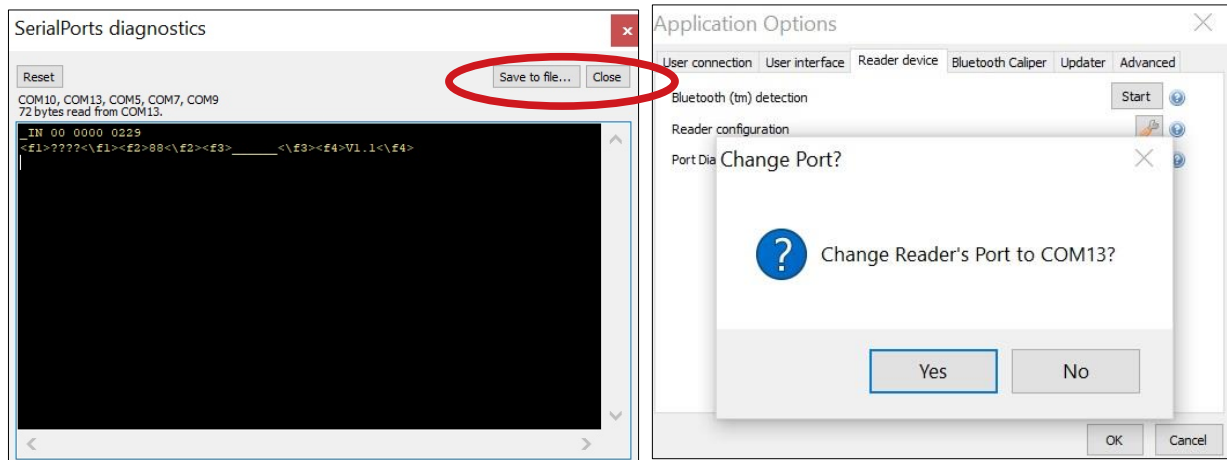 SerialPorts diagnostics
x
Reset
Save to file...
Close
COM10, COM13, COM5, COM7, COM9
72 bytes read from COM13.
_IN 00 0000 0229
<f1>????<\f1><f2>88<\f2><f3>______<\f3><f4>V1.1<\f4>
Application Options
User connection User interface Reader device Bluetooth Caliper Updater Advanced
Bluetooth (tm) detection
Start
Reader configuration
Port Dia
Change Port?
?
Change Reader's Port to COM13?
Yes No
OK Cancel